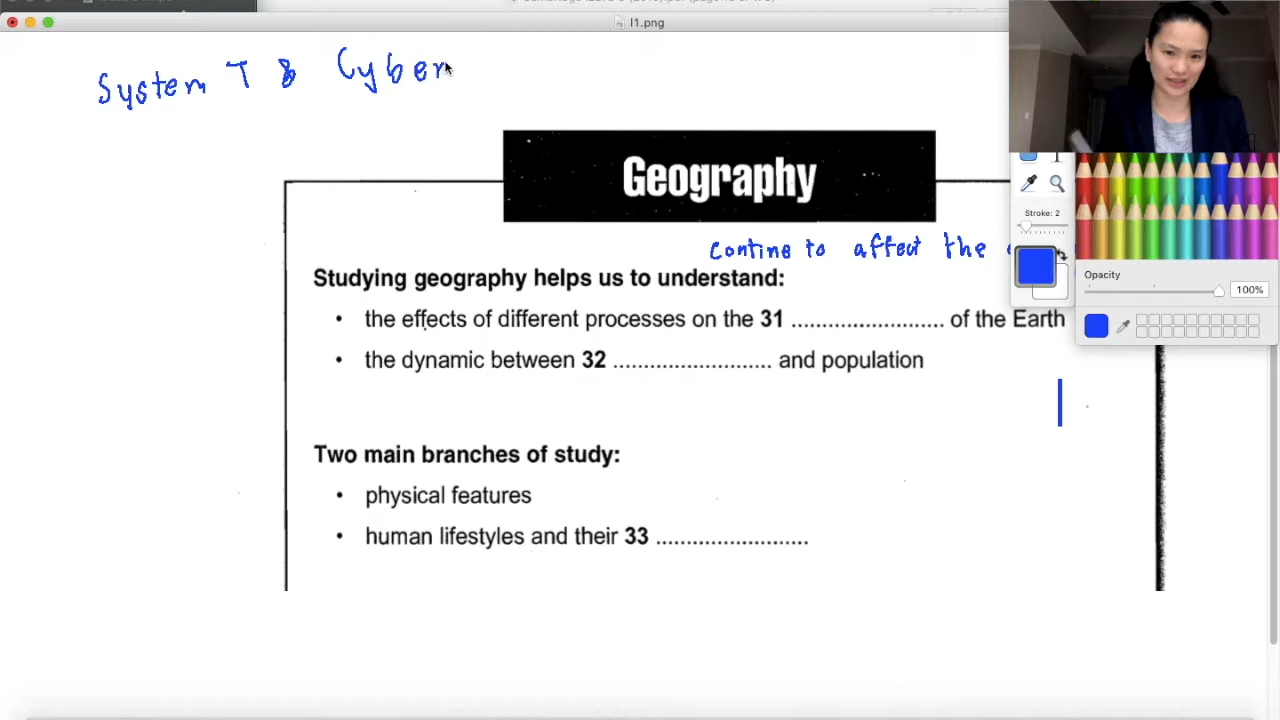 l1.png
System T & Cyber
Geography
contine to affect the
Studying geography helps us to understand:
• the effects of different processes on the 31 ........................ of the Earth
• the dynamic between 32 ......................... and population
Two main branches of study:
• physical features
• human lifestyles and their 33 ........................
Stroke: 2
Opacity
100%